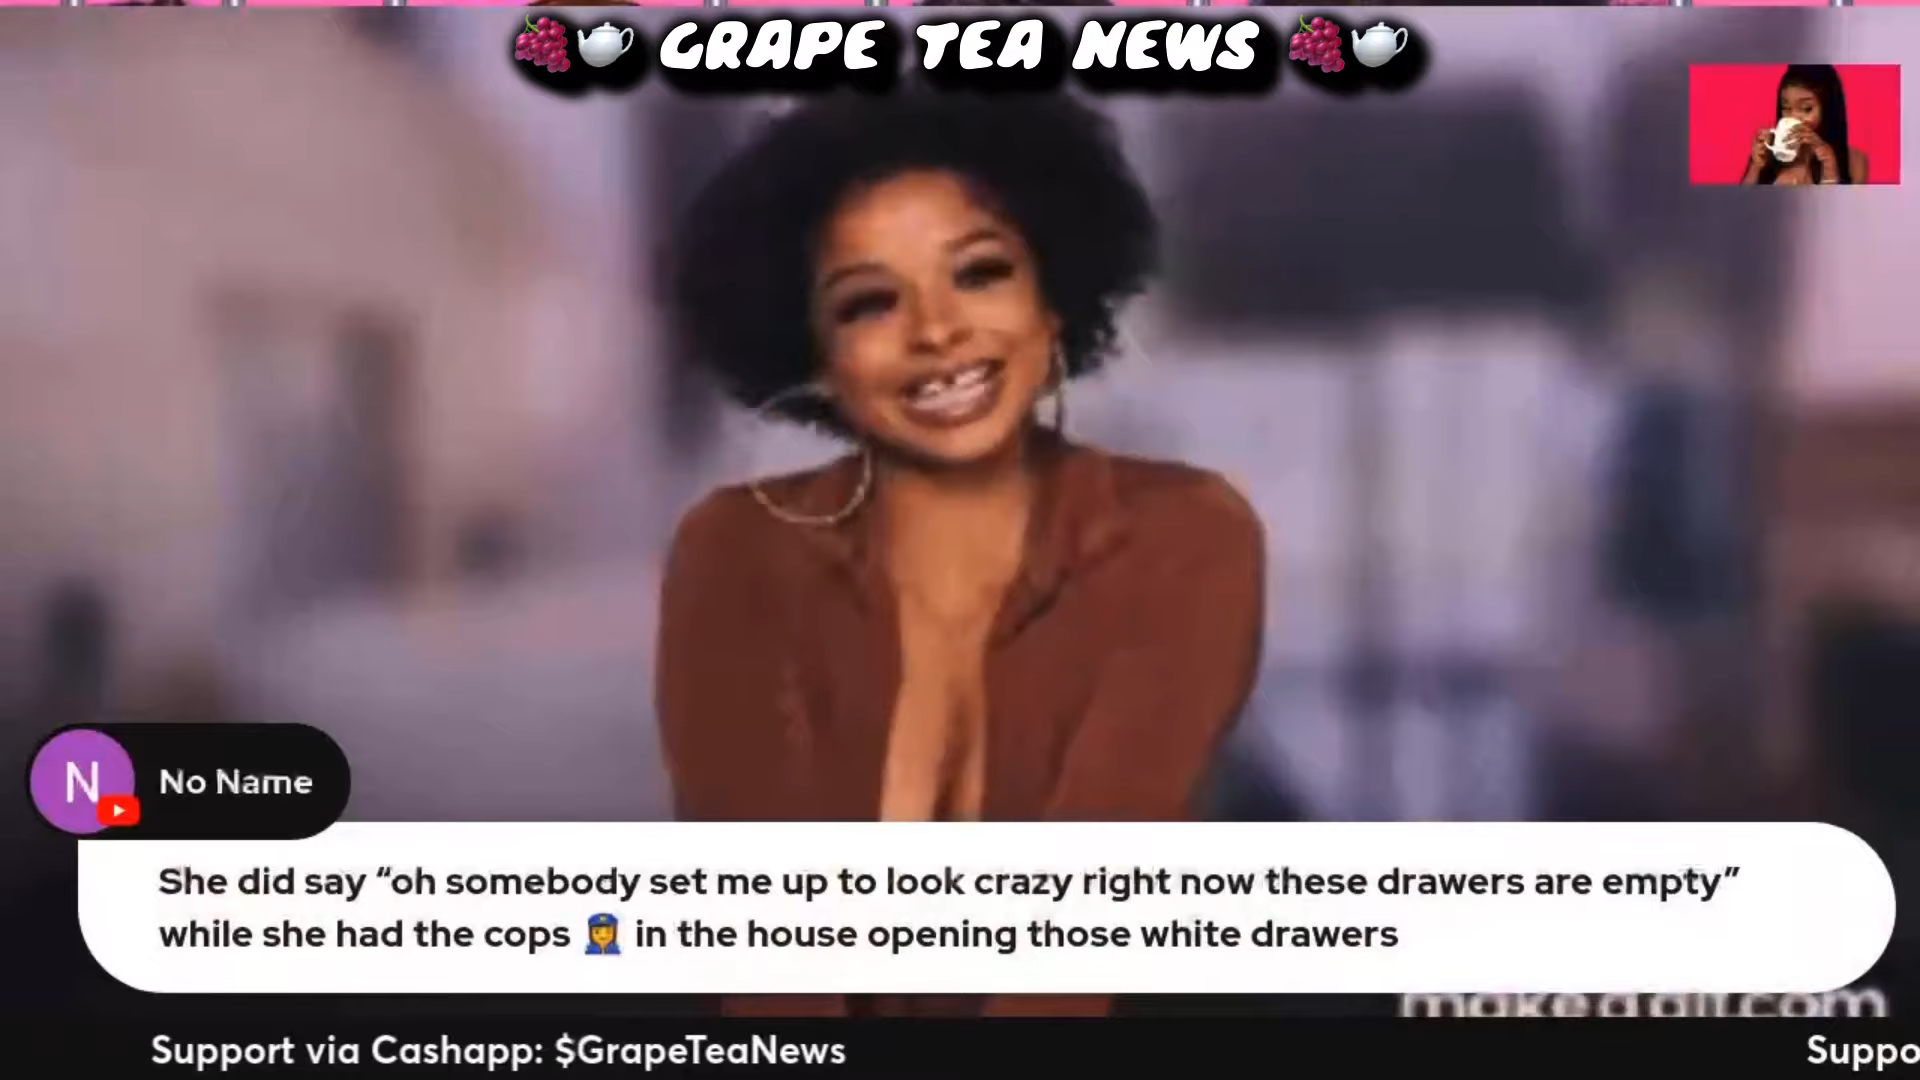 🍇🫖 GRAPE TEA NEWS 🍇🫖
N No Name
She did say “oh somebody set me up to look crazy right now these drawers are empty”
while she had the cops 👮‍♀️ in the house opening those white drawers
makeagif.com
Support via Cashapp: $GrapeTeaNews Suppo